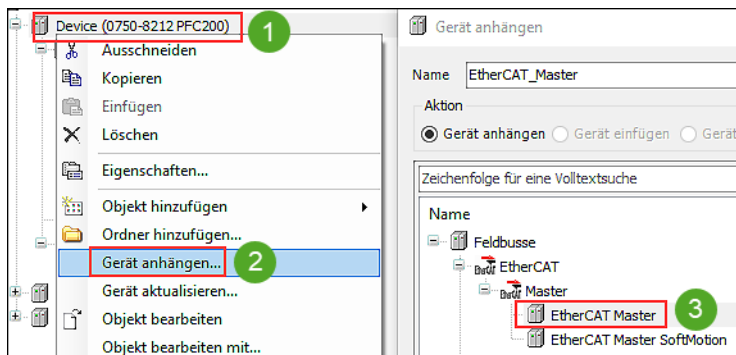 Device (0750-8212 PFC200)
1
Ausschneiden
Kopieren
Einfügen
Löschen
Eigenschaften...
Objekt hinzufügen
Ordner hinzufügen...
Gerät anhängen...
2
Gerät aktualisieren...
Objekt bearbeiten
Objekt bearbeiten mit...
Gerät anhängen
Name EtherCAT_Master
Aktion
Gerät anhängen Gerät einfügen Gerät
Zeichenfolge für eine Volltextsuche
Name
Feldbusse
EtherCAT
Master
EtherCAT Master
3
EtherCAT Master SoftMotion